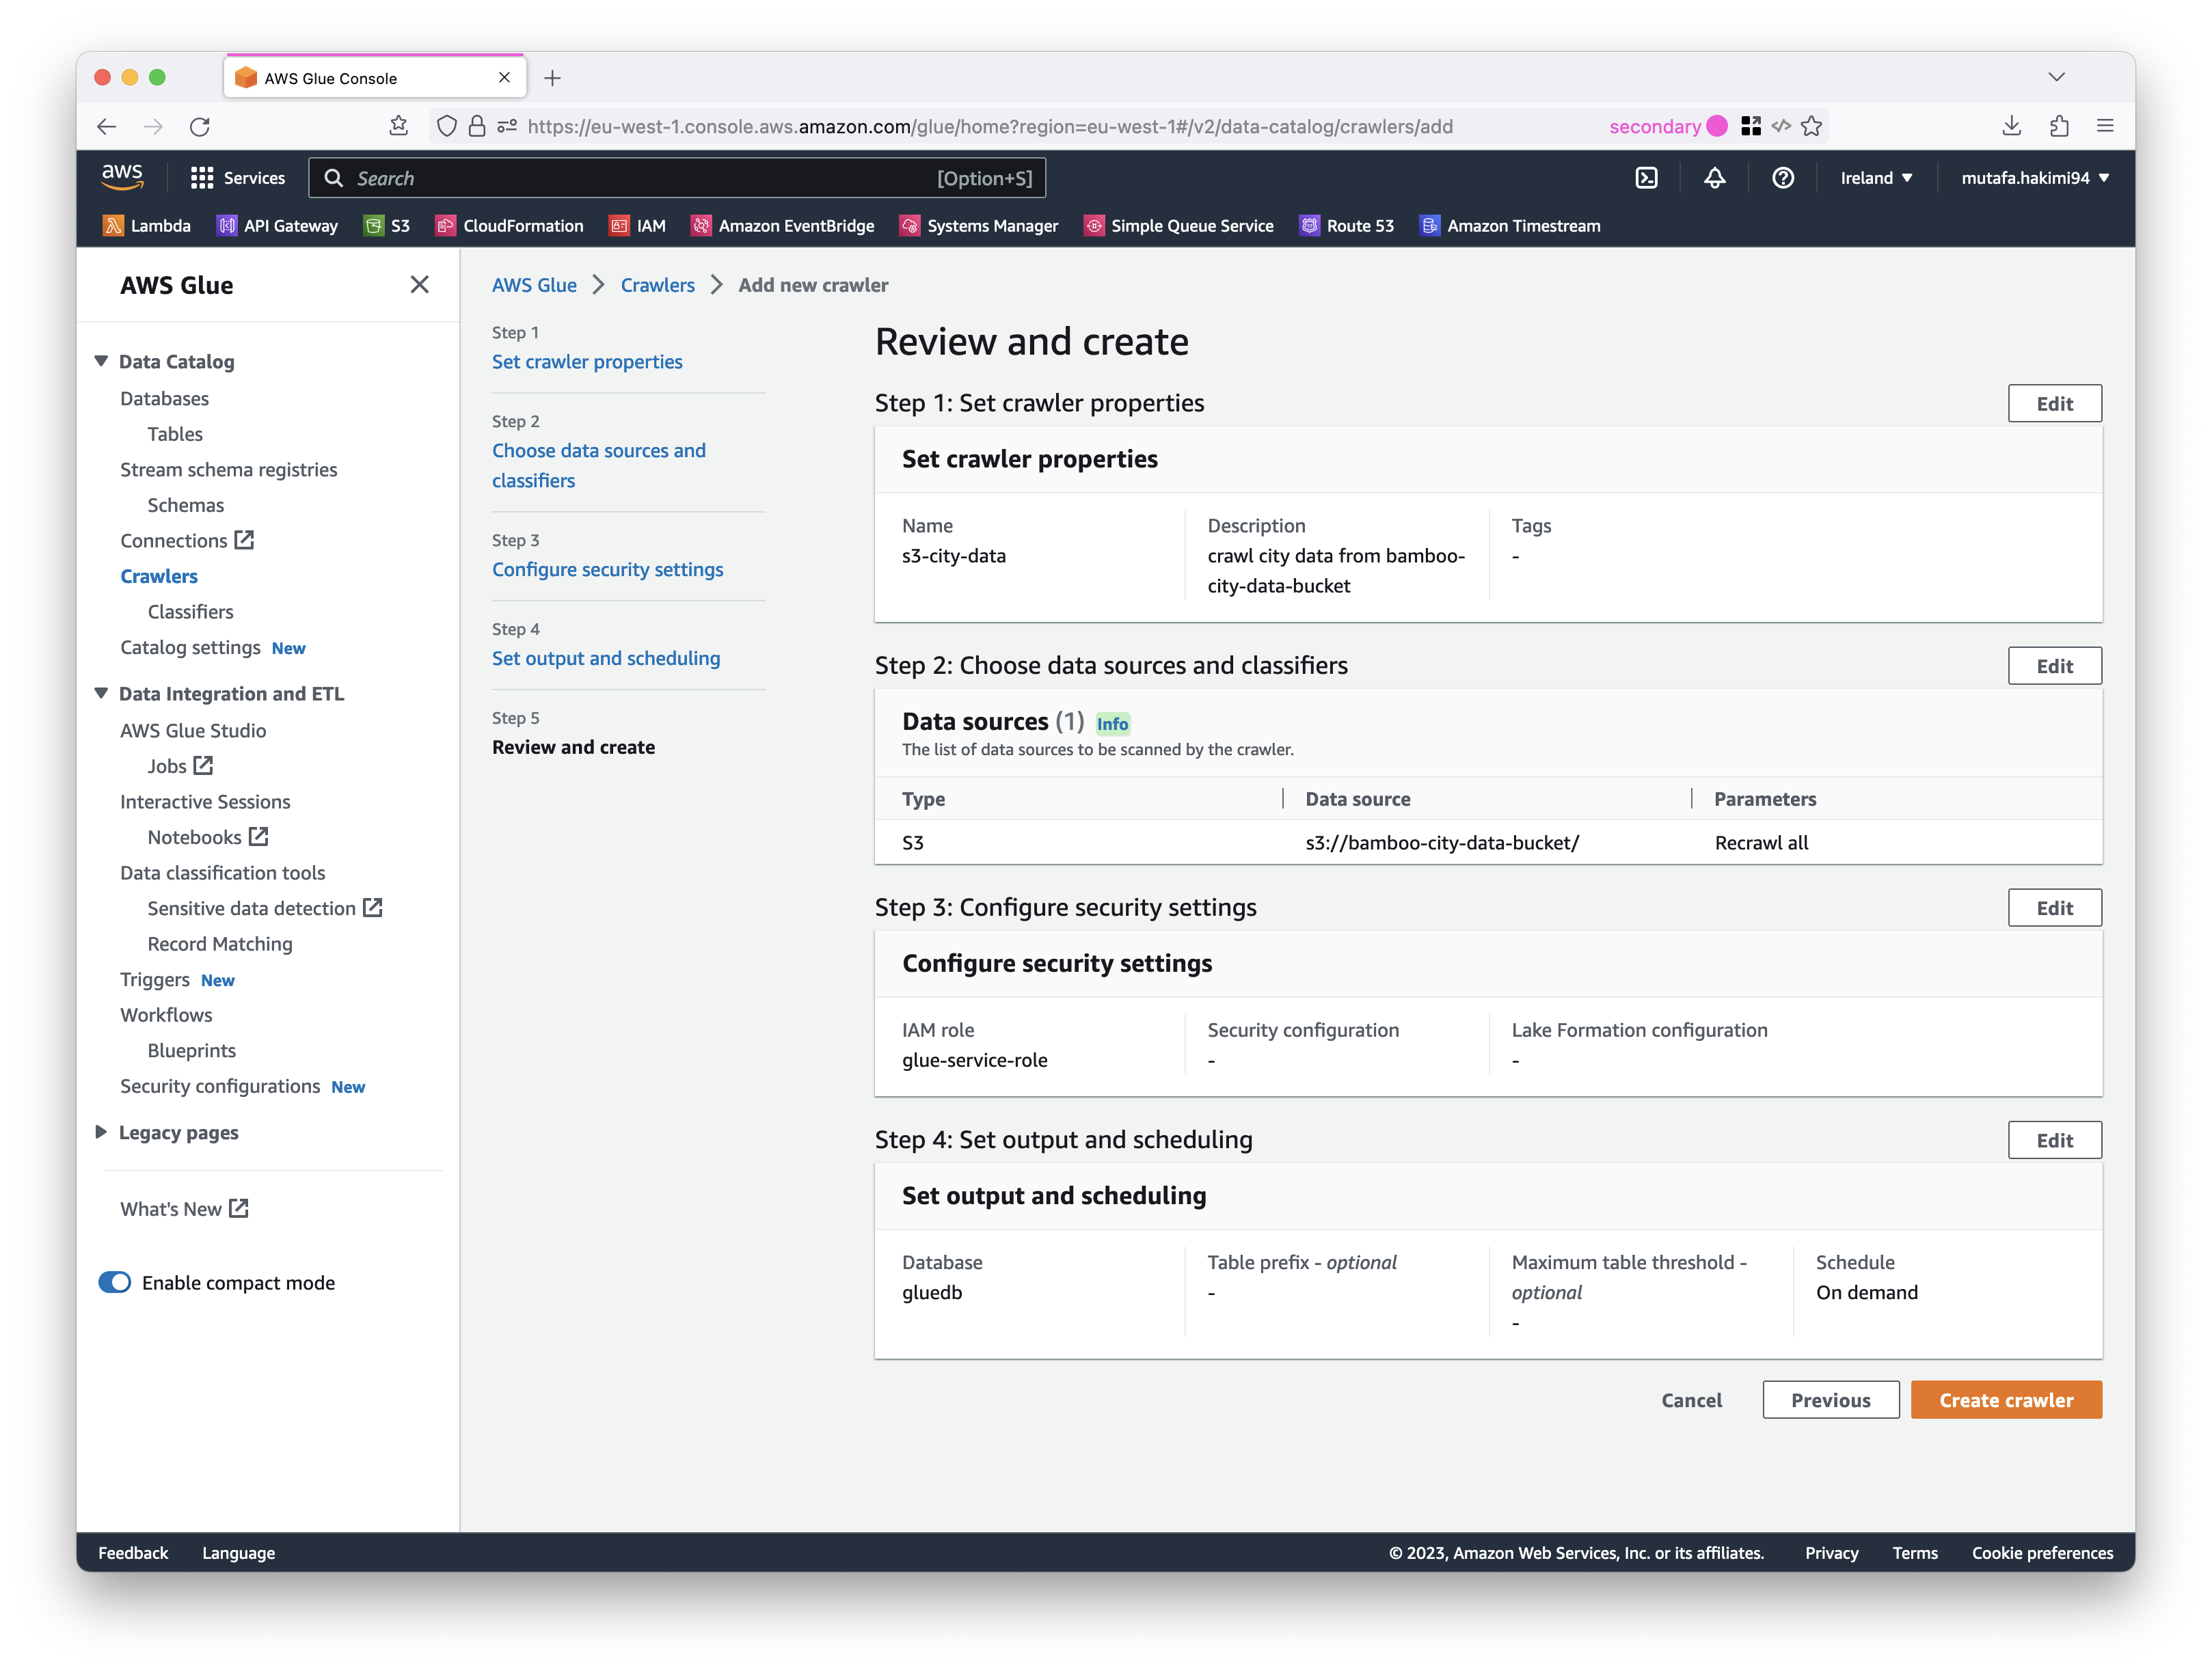 AWS Glue Console
https://eu-west-1.console.aws.amazon.com/glue/home?region=eu-west-1#/v2/data-catalog/crawlers/add
secondary
aws
Services
Search
[Option+S]
Ireland
mutafa.hakimi94
Lambda
API Gateway
S3
CloudFormation
IAM
Amazon EventBridge
Systems Manager
Simple Queue Service
Route 53
Amazon Timestream
AWS Glue
Data Catalog
Databases
Tables
Stream schema registries
Schemas
Connections
Crawlers
Classifiers
Catalog settings New
Data Integration and ETL
AWS Glue Studio
Jobs
Interactive Sessions
Notebooks
Data classification tools
Sensitive data detection
Record Matching
Triggers New
Workflows
Blueprints
Security configurations New
Legacy pages
What's New
Enable compact mode
AWS Glue
Crawlers
Add new crawler
Step 1
Set crawler properties
Step 2
Choose data sources and
classifiers
Step 3
Configure security settings
Step 4
Set output and scheduling
Step 5
Review and create
Review and create
Step 1: Set crawler properties
Edit
Set crawler properties
Name
s3-city-data
Description
crawl city data from bamboo-
city-data-bucket
Tags
-
Step 2: Choose data sources and classifiers
Edit
Data sources (1) Info
The list of data sources to be scanned by the crawler.
Type
Data source
Parameters
S3
s3://bamboo-city-data-bucket/
Recrawl all
Step 3: Configure security settings
Edit
Configure security settings
IAM role
glue-service-role
Security configuration
-
Lake Formation configuration
-
Step 4: Set output and scheduling
Edit
Set output and scheduling
Database
gluedb
Table prefix - optional
-
Maximum table threshold -
optional
-
Schedule
On demand
Cancel
Previous
Create crawler
Feedback
Language
© 2023, Amazon Web Services, Inc. or its affiliates.
Privacy
Terms
Cookie preferences